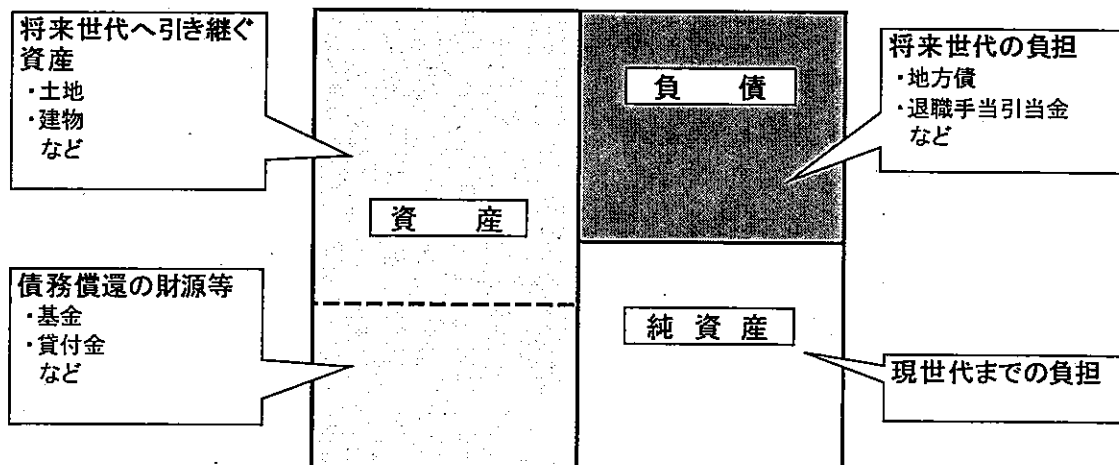 将来世代へ引き継ぐ
資産
・土地
・建物
など
債務償還の財源等
・基金
・貸付金
など
資 産
負 債
純 資 産
将来世代の負担
・地方債
・退職手当引当金
など
現世代までの負担